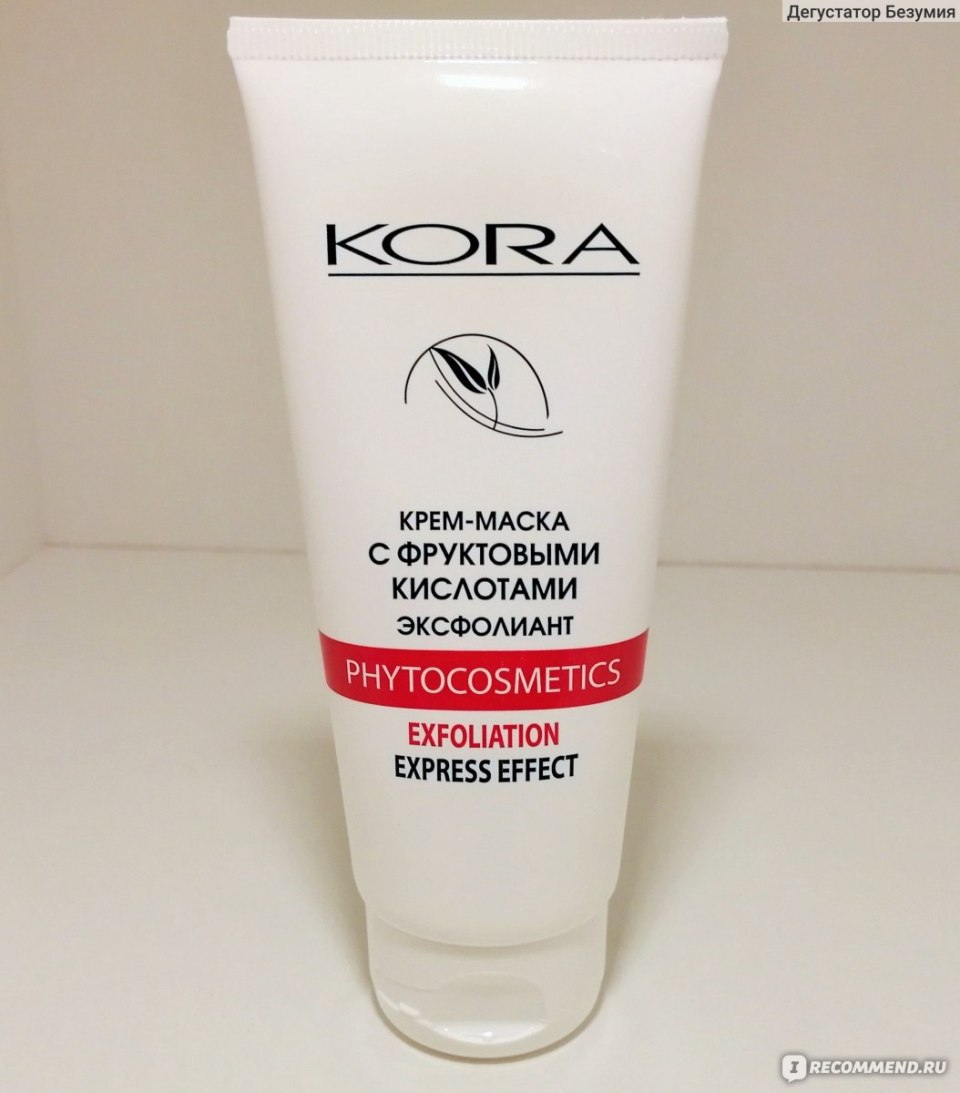 Дегустатор Безумия
KORA
КРЕМ-МАСКА
С ФРУКТОВЫМИ
КИСЛОТАМИ
ЭКСФОЛИАНТ
PHYTOCOSMETICS
EXFOLIATION
EXPRESS EFFECT
IRECOMMEND.RU